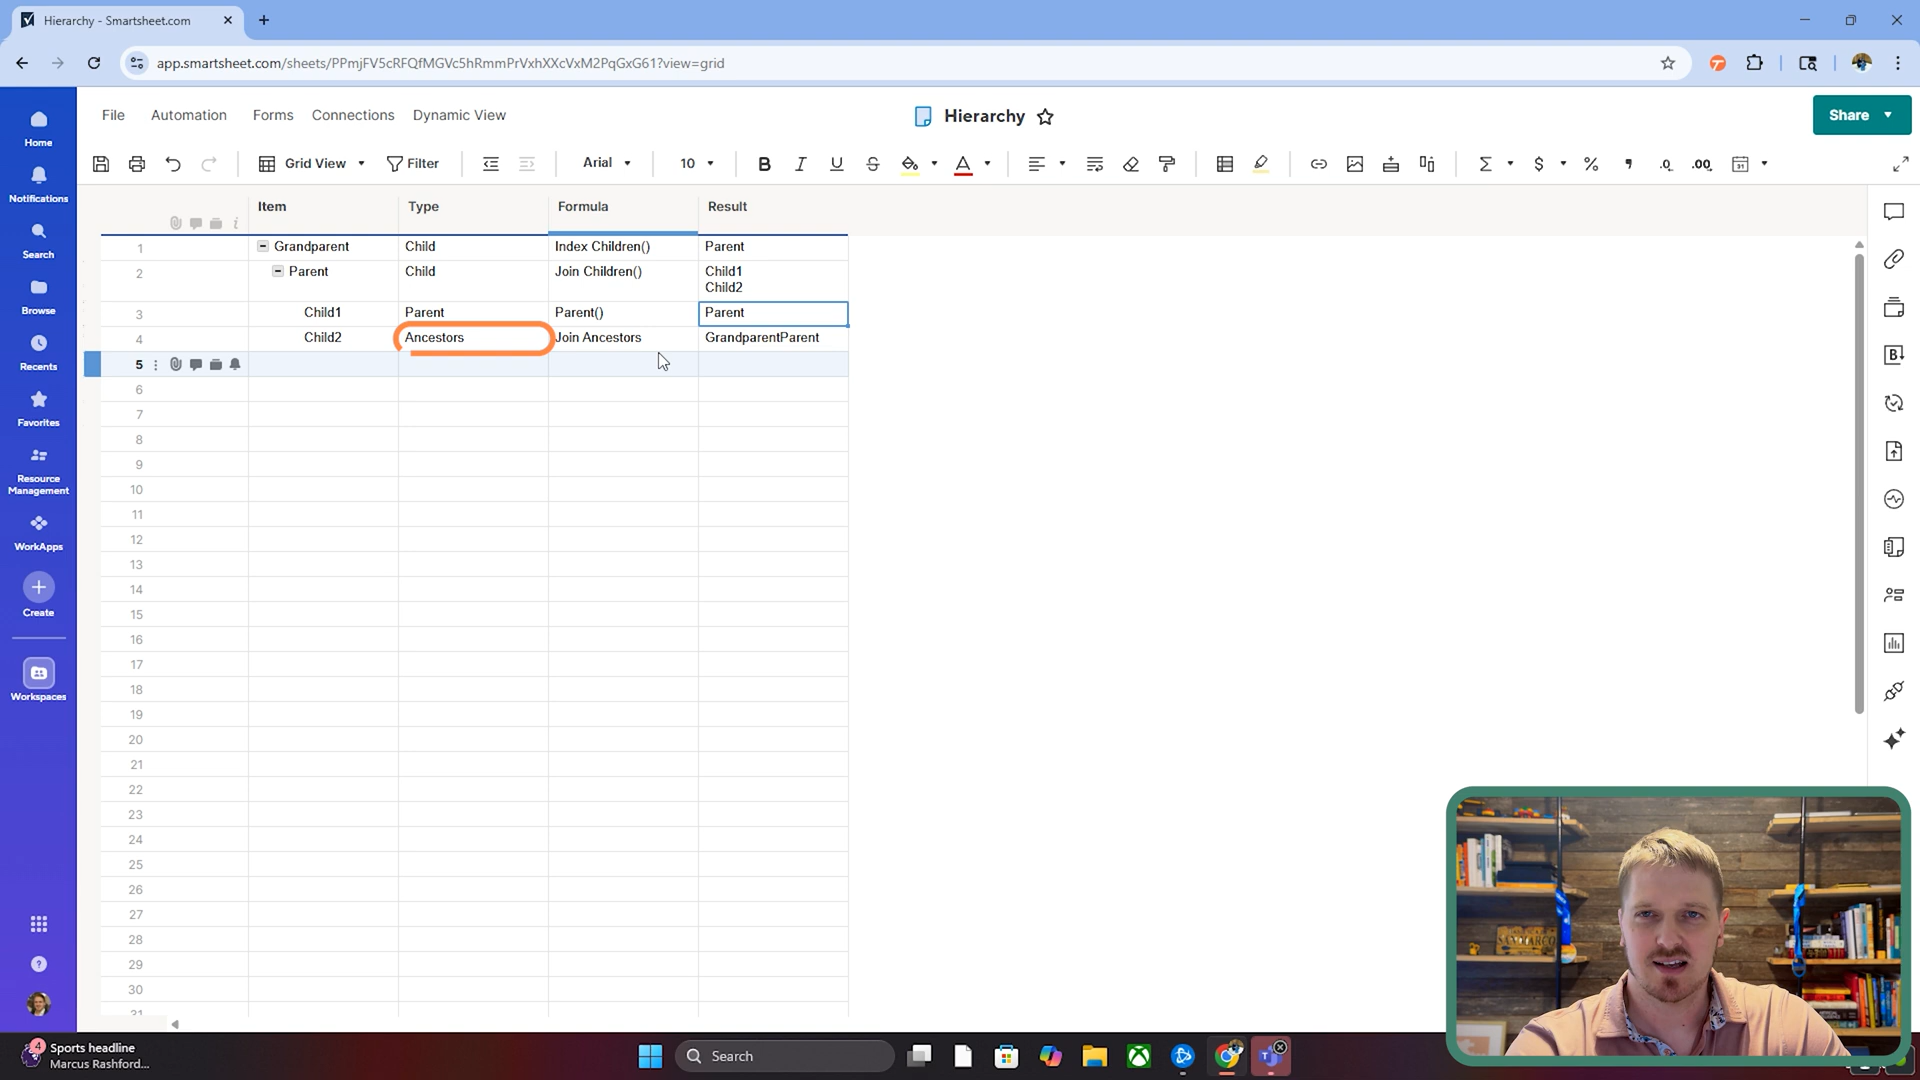 Hierarchy - Smartsheet.com
app.smartsheet.com/sheets/PPmjFV5cRFQfMGVc5hRmmPrVxhXXcVxM2PqGxG61?view=grid
File Automation Forms Connections Dynamic View
Hierarchy
Share
Grid View Filter Arial 10
Home
Notifications
Search
Browse
Recents
Favorites
Resource
Management
WorkApps
Create
Workspaces
Item Type Formula Result
1 Grandparent Child Index Children() Parent
2 Parent Child Join Children() Child1
Child2
3 Child1 Parent Parent() Parent
4 Child2 Ancestors Join Ancestors GrandparentParent
5
6
7
8
9
10
11
12
13
14
15
16
17
18
19
20
21
22
23
24
25
26
27
28
29
30
31
SAN MARCO
4
Sports headline
Marcus Rashford...
Search